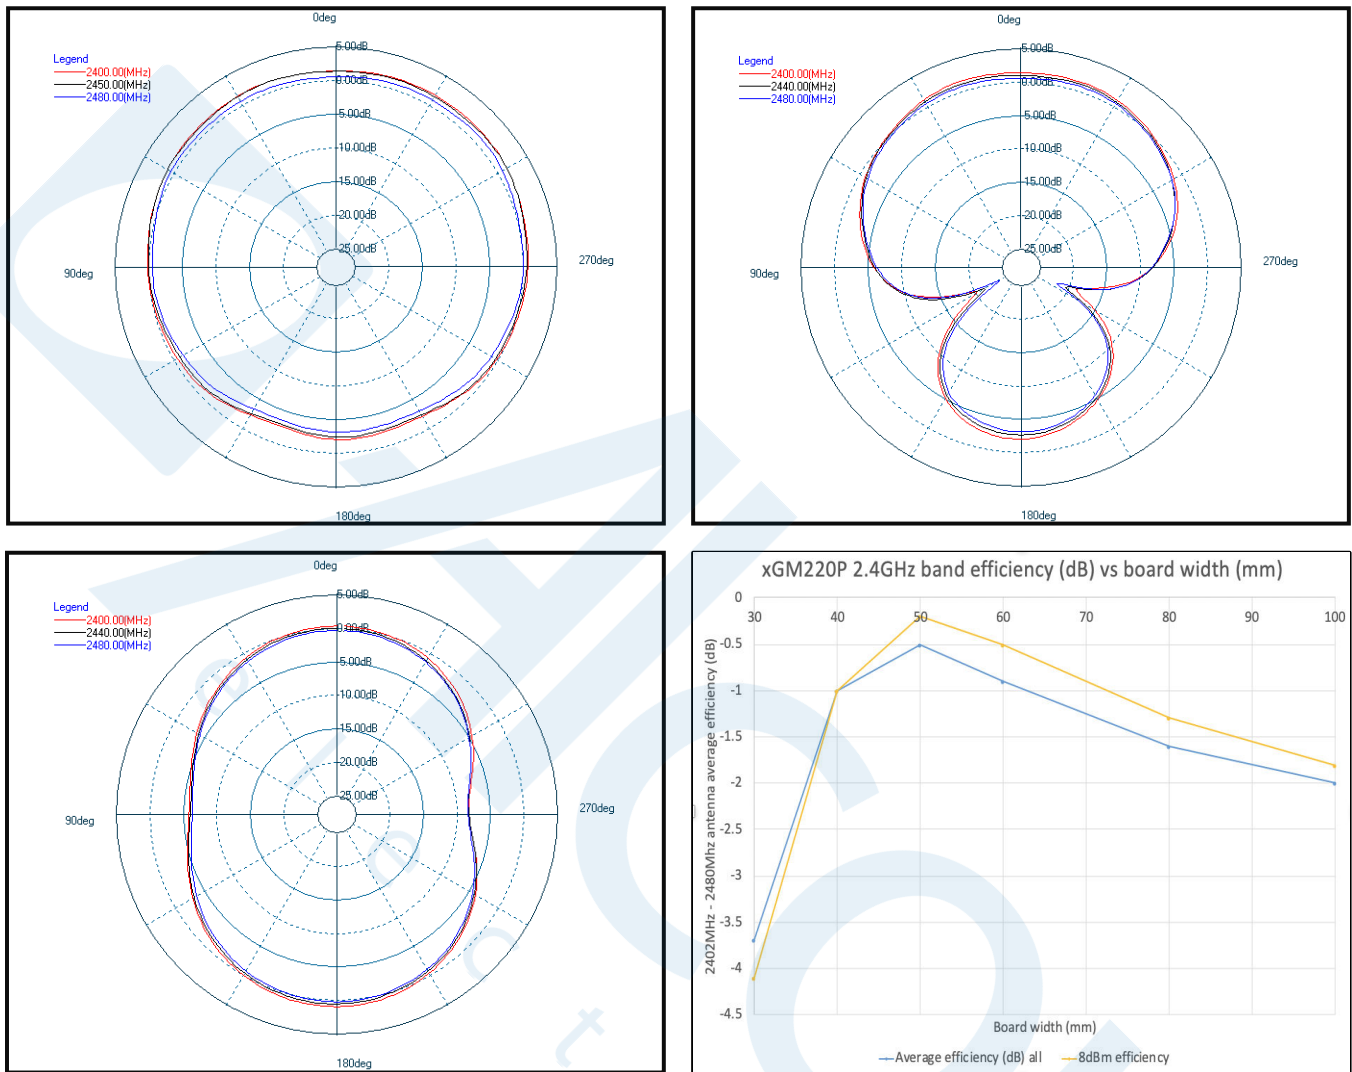 0deg
5.00dB
Legend
2400.00(MHz)
2450.00(MHz)
2480.00(MHz)
0.00dB
5.00dB
10.00dB
15.00dB
20.00dB
25.00dB
90deg
270deg
180deg
0deg
5.00dB
Legend
2400.00(MHz)
2440.00(MHz)
2480.00(MHz)
0.00dB
5.00dB
10.00dB
15.00dB
20.00dB
25.00dB
90deg
270deg
180deg
0deg
5.00dB
Legend
2400.00(MHz)
2440.00(MHz)
2480.00(MHz)
0.00dB
5.00dB
10.00dB
15.00dB
20.00dB
25.00dB
90deg
270deg
180deg
xGM220P 2.4GHz band efficiency (dB) vs board width (mm)
0
30 40 50 60 70 80 90 100
-0.5
-1
-1.5
-2
-2.5
-3
-3.5
-4
-4.5
2402MHz - 2480Mhz antenna average efficiency (dB)
Board width (mm)
Average efficiency (dB) all
8dBm efficiency